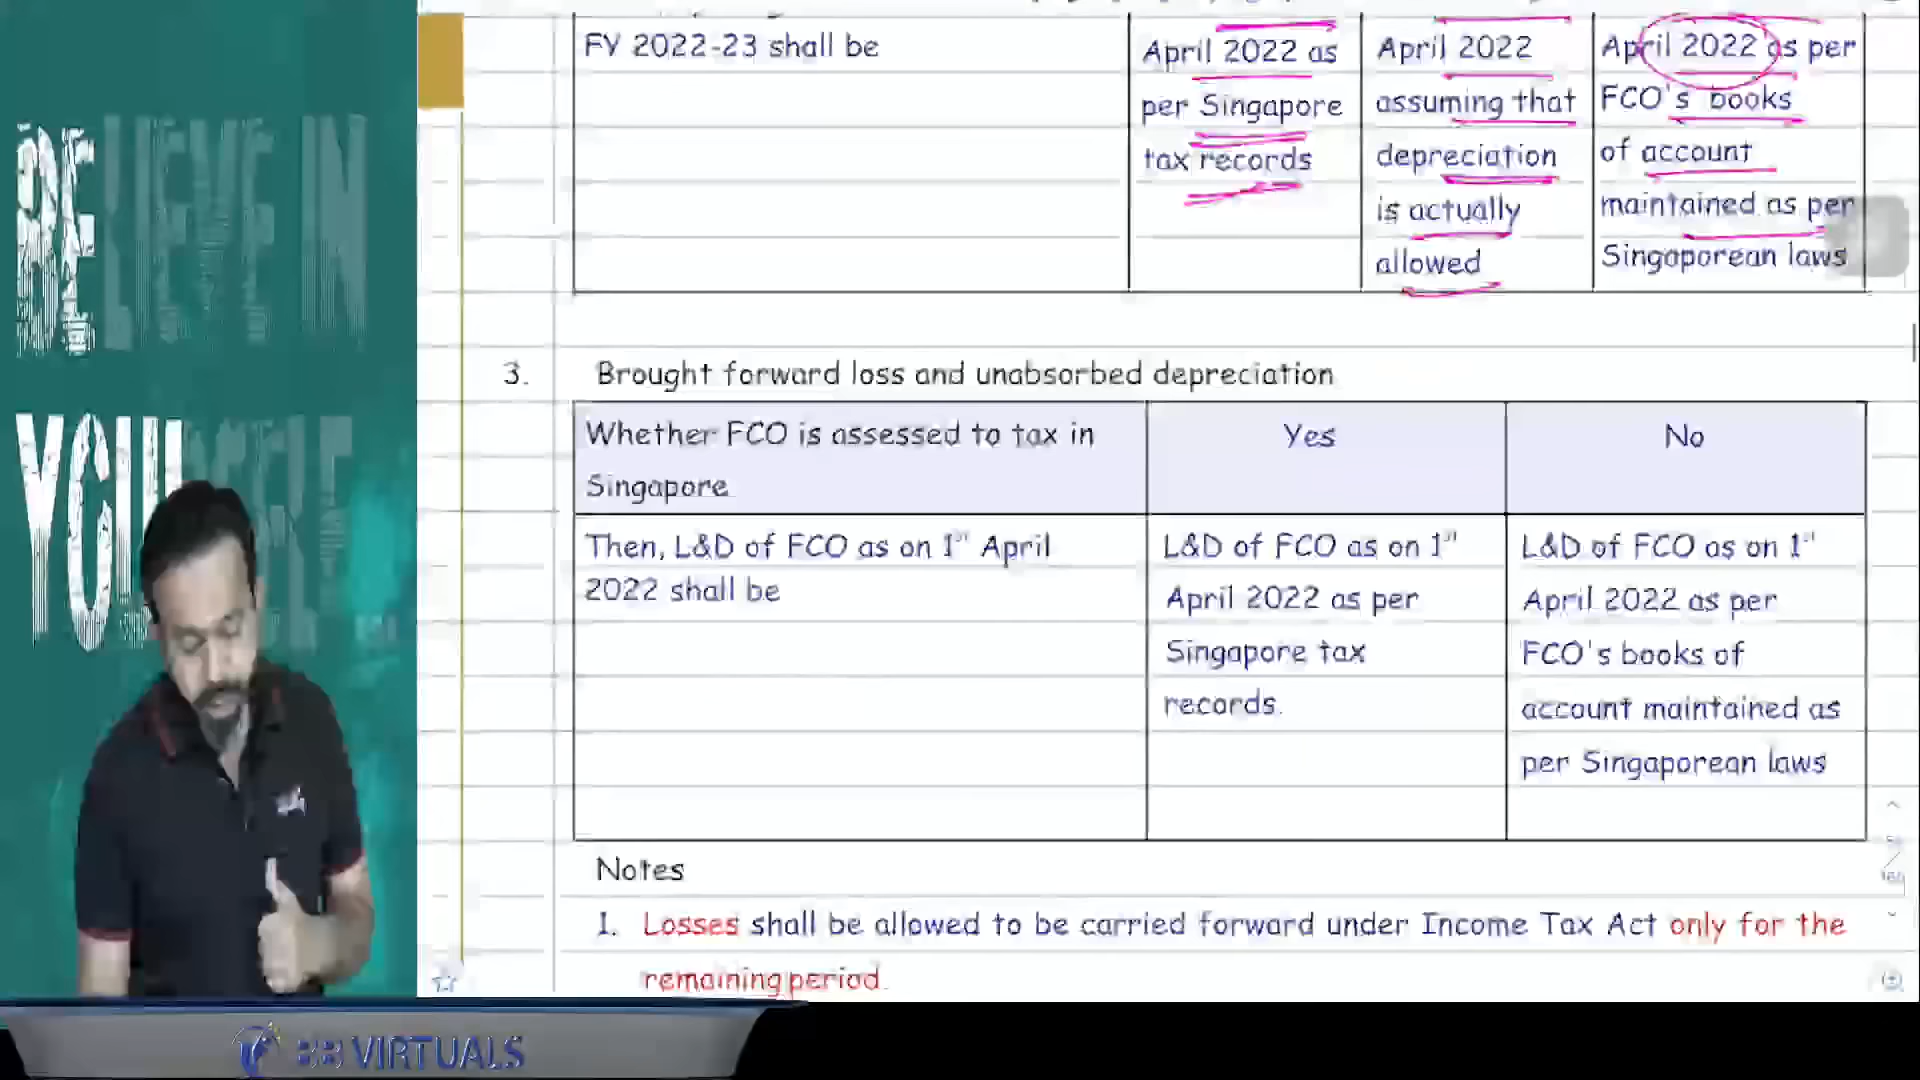 BELIEVE IN
YOURSELF
FY 2022-23 shall be
April 2022 as
per Singapore
tax records
April 2022
assuming that
depreciation
is actually
allowed
April 2022 as per
FCO's books
of account
maintained as per
Singaporean laws
3. Brought forward loss and unabsorbed depreciation
Whether FCO is assessed to tax in
Singapore
Yes
No
Then, L&D of FCO as on 1st April
2022 shall be
L&D of FCO as on 1st
April 2022 as per
Singapore tax
records.
L&D of FCO as on 1st
April 2022 as per
FCO's books of
account maintained as
per Singaporean laws
Notes
1. Losses shall be allowed to be carried forward under Income Tax Act only for the
remaining period.
VIRTUALS